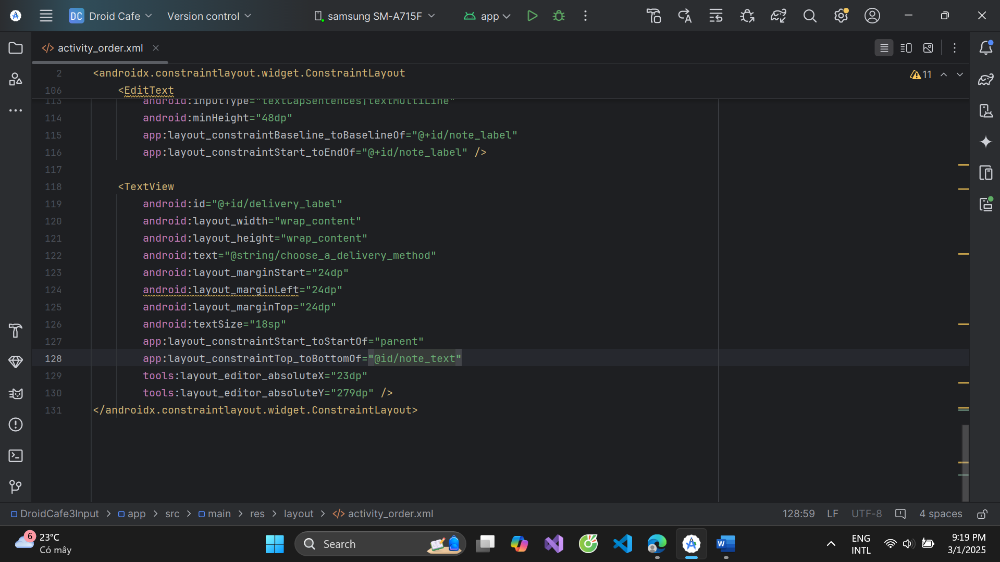 DC Droid Cafe Version control samsung SM-A715F app
activity_order.xml
2 <androidx.constraintlayout.widget.ConstraintLayout 11
106 <EditText
113 android:inputType="textCapSentences|textMultiLine"
114 android:minHeight="48dp"
115 app:layout_constraintBaseline_toBaselineOf="@+id/note_label"
116 app:layout_constraintStart_toEndOf="@+id/note_label" />
117
118 <TextView
119 android:id="@+id/delivery_label"
120 android:layout_width="wrap_content"
121 android:layout_height="wrap_content"
122 android:text="@string/choose_a_delivery_method"
123 android:layout_marginStart="24dp"
124 android:layout_marginLeft="24dp"
125 android:layout_marginTop="24dp"
126 android:textSize="18sp"
127 app:layout_constraintStart_toStartOf="parent"
128 app:layout_constraintTop_toBottomOf="@id/note_text"
129 tools:layout_editor_absoluteX="23dp"
130 tools:layout_editor_absoluteY="279dp" />
131 </androidx.constraintlayout.widget.ConstraintLayout>
DroidCafe3Input > app > src > main > res > layout > </> activity_order.xml 128:59 LF UTF-8 4 spaces
6 23°C
Có mây
Search
ENG
INTL
9:19 PM
3/1/2025